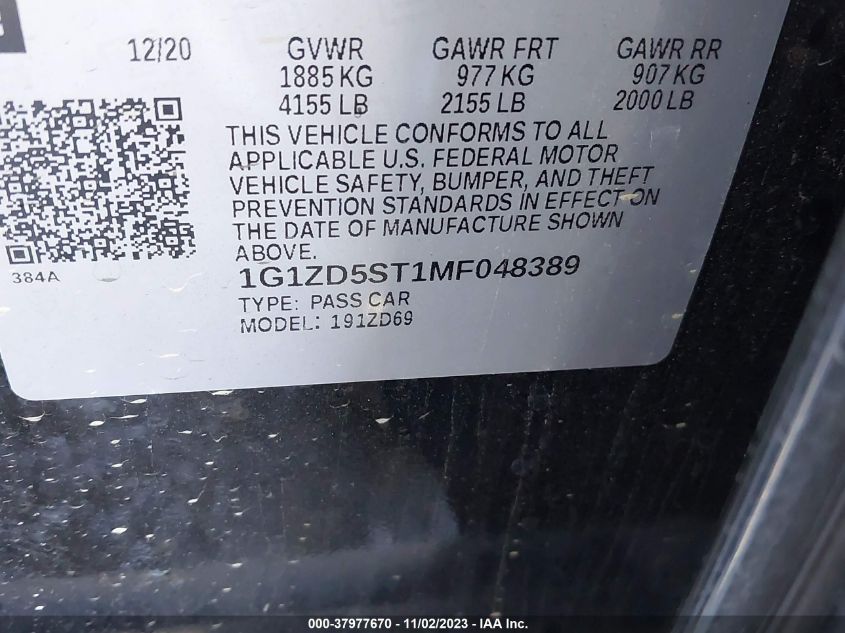 12/20 GVWR GAWR FRT GAWR RR
1885 KG 977 KG 907 KG
4155 LB 2155 LB 2000 LB
THIS VEHICLE CONFORMS TO ALL
APPLICABLE U.S. FEDERAL MOTOR
VEHICLE SAFETY, BUMPER, AND THEFT
PREVENTION STANDARDS IN EFFECT ON
THE DATE OF MANUFACTURE SHOWN
ABOVE.
384A
1G1ZD5ST1MF048389
TYPE: PASS CAR
MODEL: 191ZD69
000-37977670 - 11/02/2023 - IAA Inc.